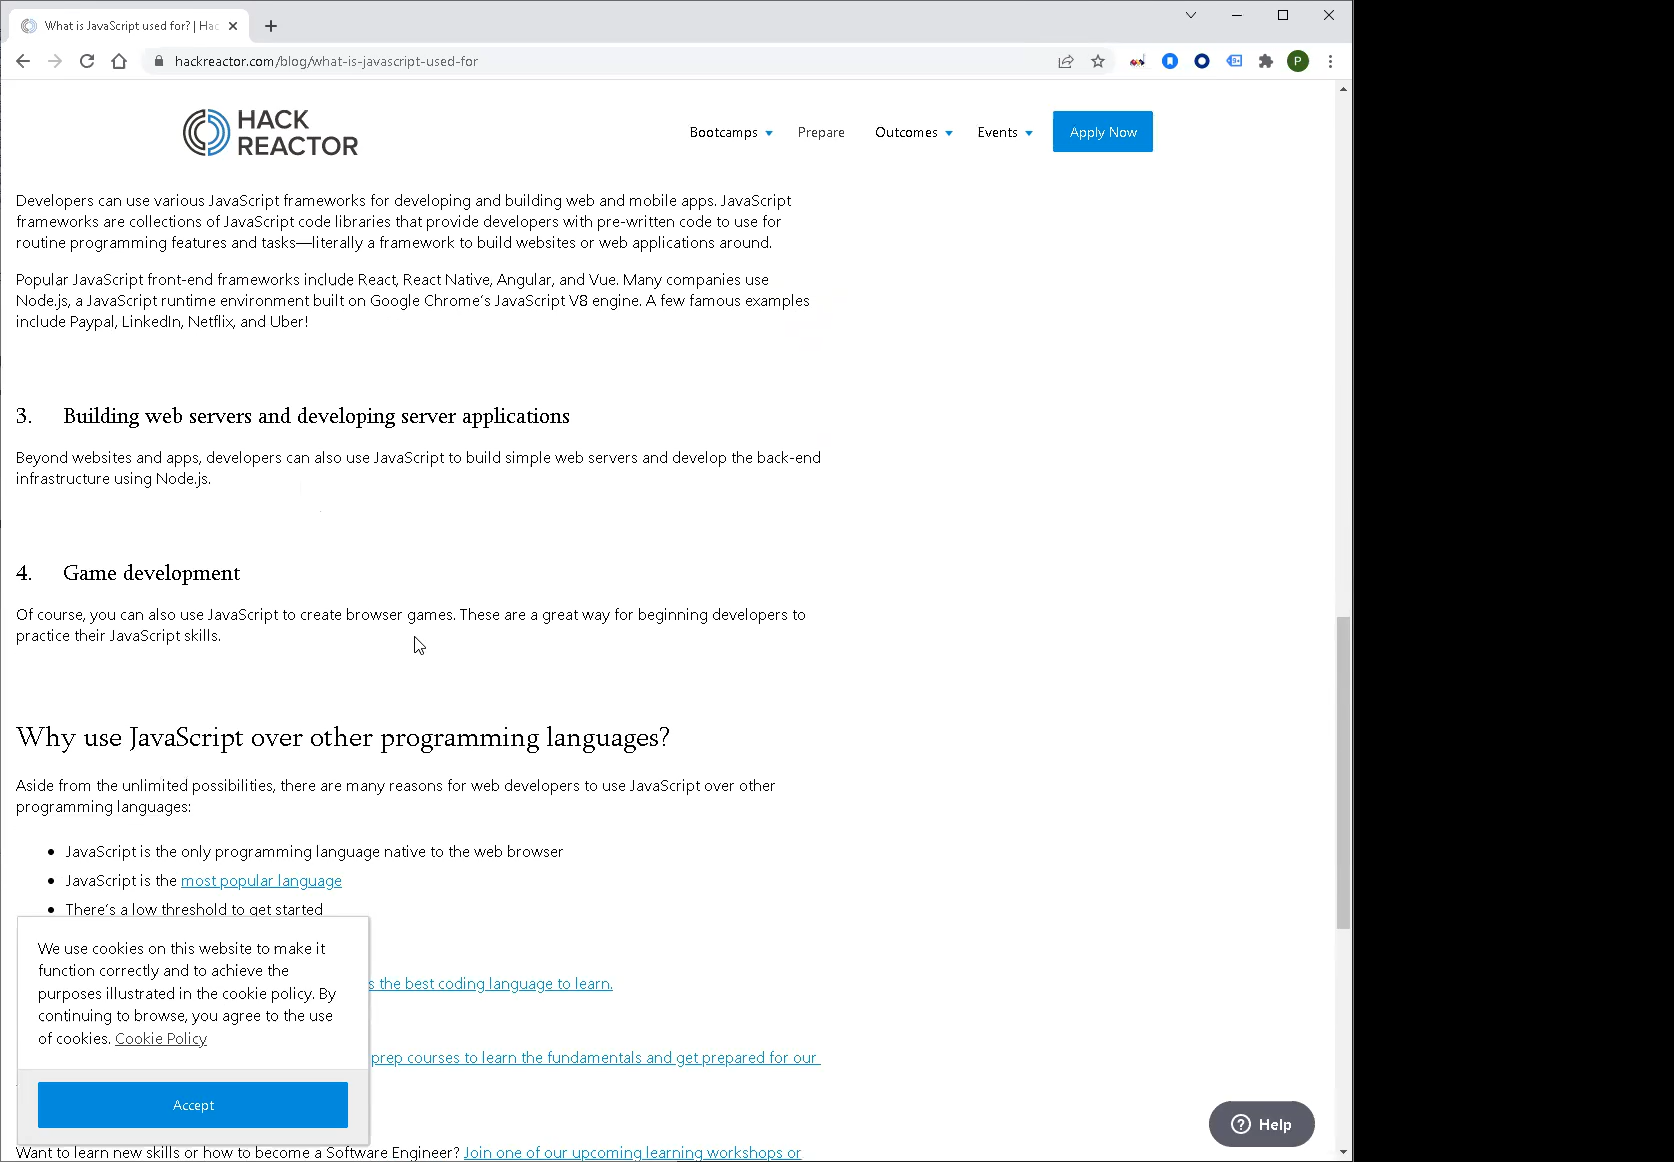 What is JavaScript used for? | Hac
hackreactor.com/blog/what-is-javascript-used-for
P
HACK
REACTOR
Bootcamps
Prepare
Outcomes
Events
Apply Now
Developers can use various JavaScript frameworks for developing and building web and mobile apps. JavaScript
frameworks are collections of JavaScript code libraries that provide developers with pre-written code to use for
routine programming features and tasks—literally a framework to build websites or web applications around.
Popular JavaScript front-end frameworks include React, React Native, Angular, and Vue. Many companies use
Node.js, a JavaScript runtime environment built on Google Chrome's JavaScript V8 engine. A few famous examples
include Paypal, LinkedIn, Netflix, and Uber!
3. Building web servers and developing server applications
Beyond websites and apps, developers can also use JavaScript to build simple web servers and develop the back-end
infrastructure using Node.js.
4. Game development
Of course, you can also use JavaScript to create browser games. These are a great way for beginning developers to
practice their JavaScript skills.
Why use JavaScript over other programming languages?
Aside from the unlimited possibilities, there are many reasons for web developers to use JavaScript over other
programming languages:
• JavaScript is the only programming language native to the web browser
• JavaScript is the most popular language
• There's a low threshold to get started
s the best coding language to learn.
prep courses to learn the fundamentals and get prepared for our
We use cookies on this website to make it
function correctly and to achieve the
purposes illustrated in the cookie policy. By
continuing to browse, you agree to the use
of cookies. Cookie Policy
Accept
Help
Want to learn new skills or how to become a Software Engineer? Join one of our upcoming learning workshops or